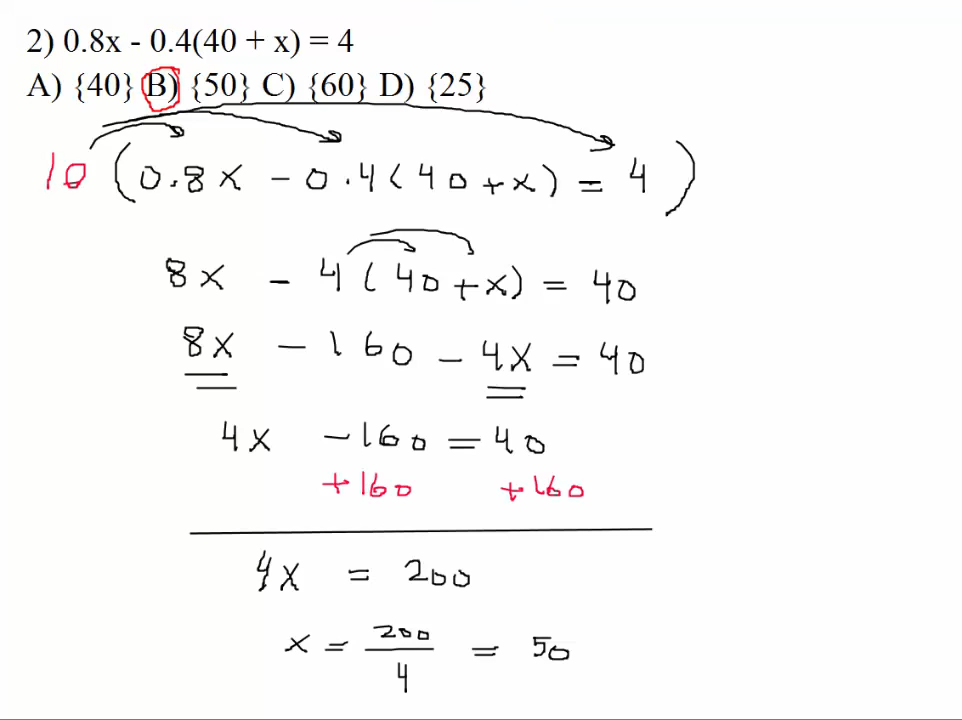 2) 0.8x - 0.4(40 + x) = 4
A) {40} B) {50} C) {60} D) {25}
10 (0.8x - 0.4(40+x) = 4)
8x - 4(40+x) = 40
8x - 160 - 4x = 40
4x - 160 = 40
+160 +160
4x = 200
x = 200/4 = 50